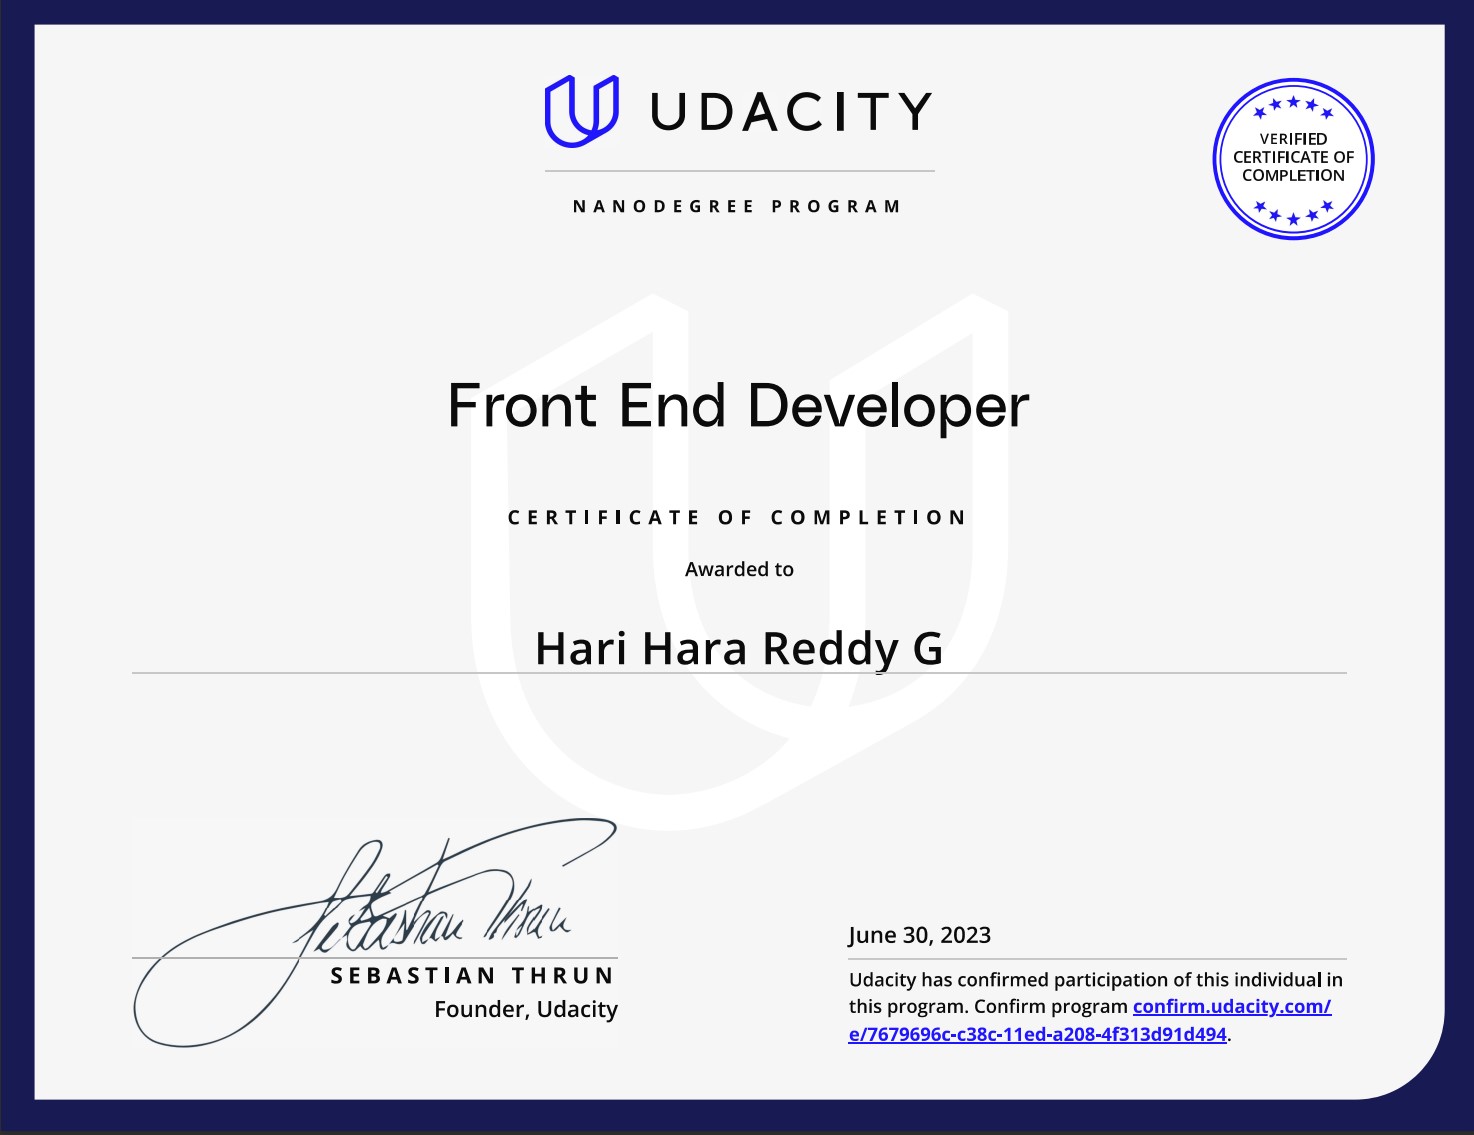 UDACITY
NANODEGREE PROGRAM
VERIFIED
CERTIFICATE OF
COMPLETION
Front End Developer
CERTIFICATE OF COMPLETION
Awarded to
Hari Hara Reddy G
Sebastian Thrun
SEBASTIAN THRUN
Founder, Udacity
June 30, 2023
Udacity has confirmed participation of this individual in
this program. Confirm program confirm.udacity.com/
e/7679696c-c38c-11ed-a208-4f313d91d494.